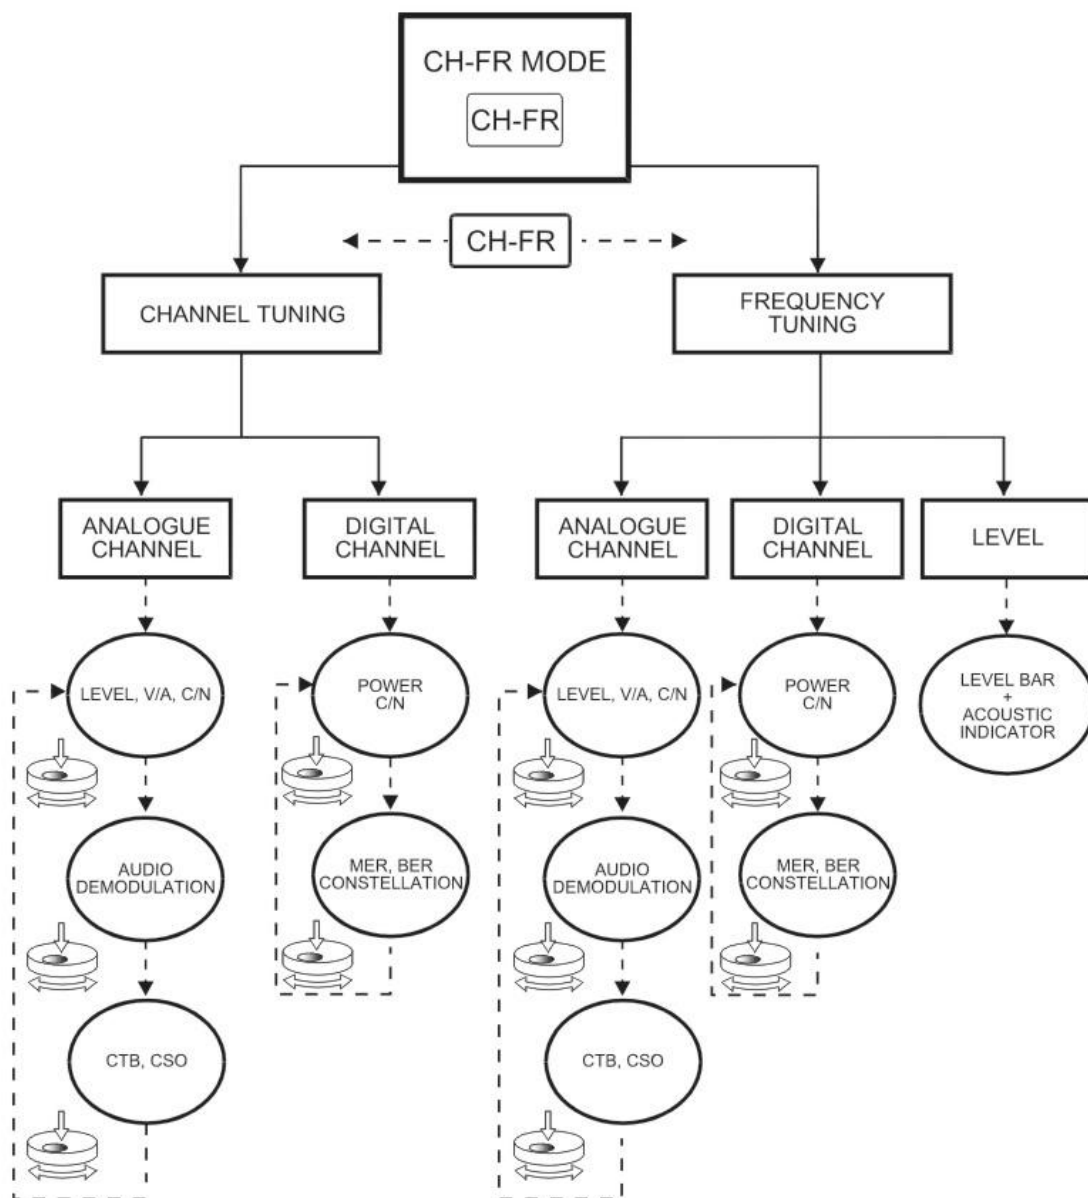 CH-FR MODE
CH-FR
CH-FR
CHANNEL TUNING
FREQUENCY
TUNING
ANALOGUE
CHANNEL
DIGITAL
CHANNEL
ANALOGUE
CHANNEL
DIGITAL
CHANNEL
LEVEL
LEVEL, V/A, C/N
POWER
C/N
LEVEL, V/A, C/N
POWER
C/N
LEVEL BAR
+
ACOUSTIC
INDICATOR
AUDIO
DEMODULATION
MER, BER
CONSTELLATION
AUDIO
DEMODULATION
MER, BER
CONSTELLATION
CTB, CSO
CTB, CSO